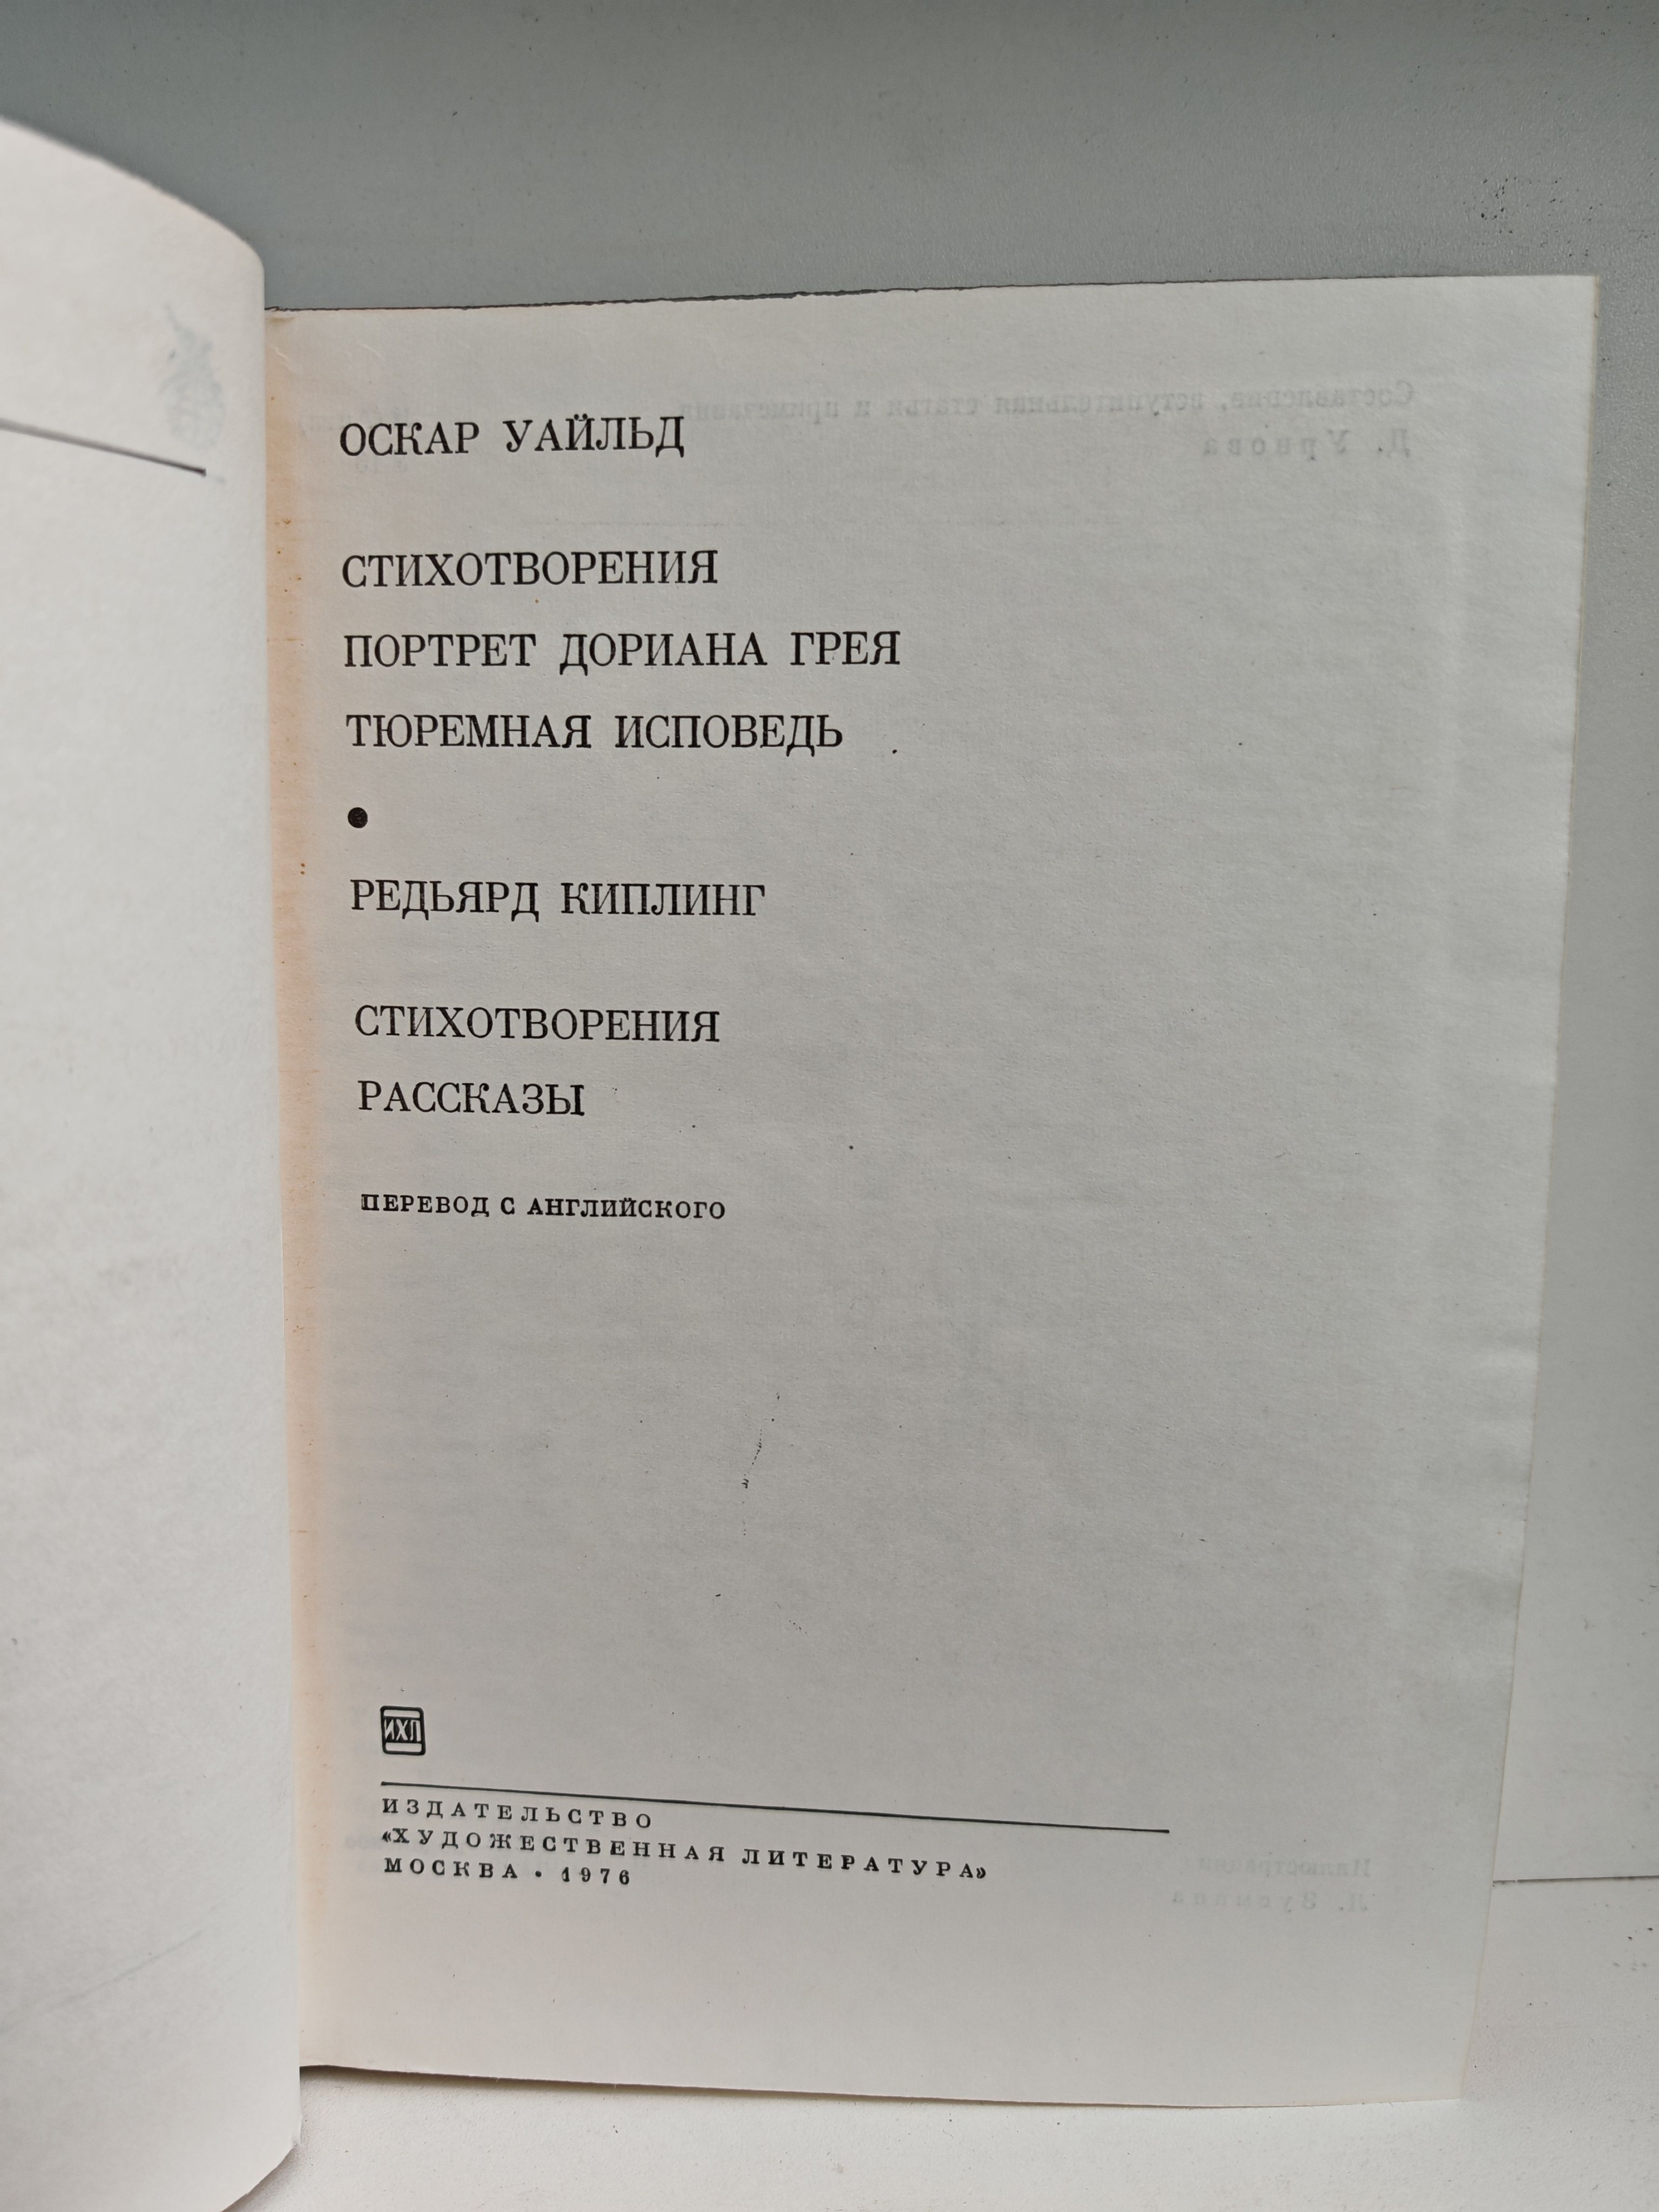 ОСКАР УАЙЛЬД
СТИХОТВОРЕНИЯ
ПОРТРЕТ ДОРИАНА ГРЕЯ
ТЮРЕМНАЯ ИСПОВЕДЬ
●
РЕДЬЯРД КИПЛИНГ
СТИХОТВОРЕНИЯ
РАССКАЗЫ
ПЕРЕВОД С АНГЛИЙСКОГО
ИХЛ
ИЗДАТЕЛЬСТВО
«ХУДОЖЕСТВЕННАЯ ЛИТЕРАТУРА»
МОСКВА • 1976